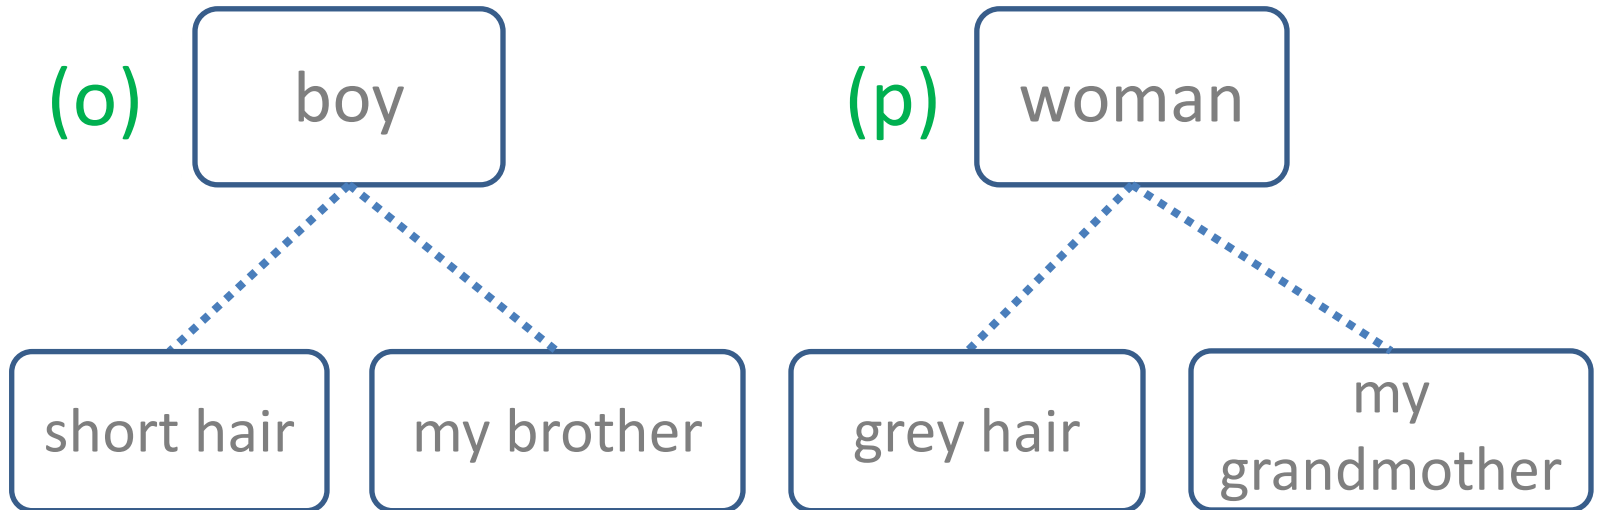 (o)
boy
(p)
woman
short hair
my brother
grey hair
my
grandmother